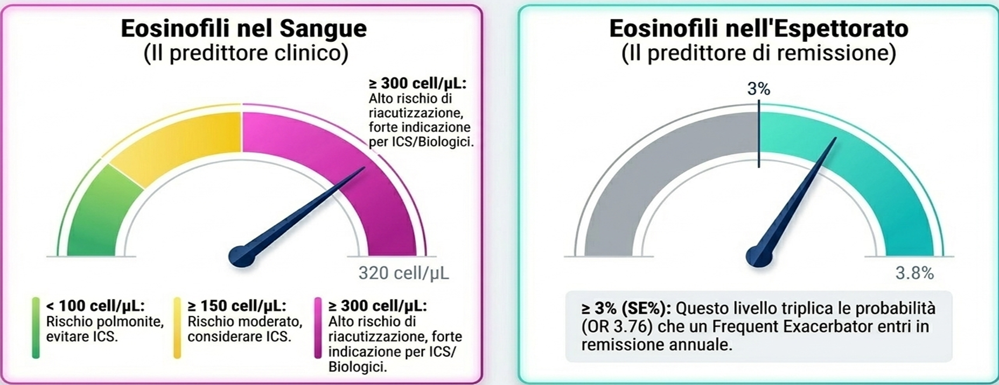 Eosinofili nel Sangue
(Il predittore clinico)
≥ 300 cell/µL:
Alto rischio di
riacutizzazione,
forte indicazione
per ICS/Biologici.
320 cell/µL
< 100 cell/µL:
Rischio polmonite,
evitare ICS.
≥ 150 cell/µL:
Rischio moderato,
considerare ICS.
≥ 300 cell/µL:
Alto rischio di
riacutizzazione, forte
indicazione per ICS/
Biologici.
Eosinofili nell'Espettorato
(Il predittore di remissione)
3%
3.8%
≥ 3% (SE%): Questo livello triplica le probabilità
(OR 3.76) che un Frequent Exacerbator entri in
remissione annuale.